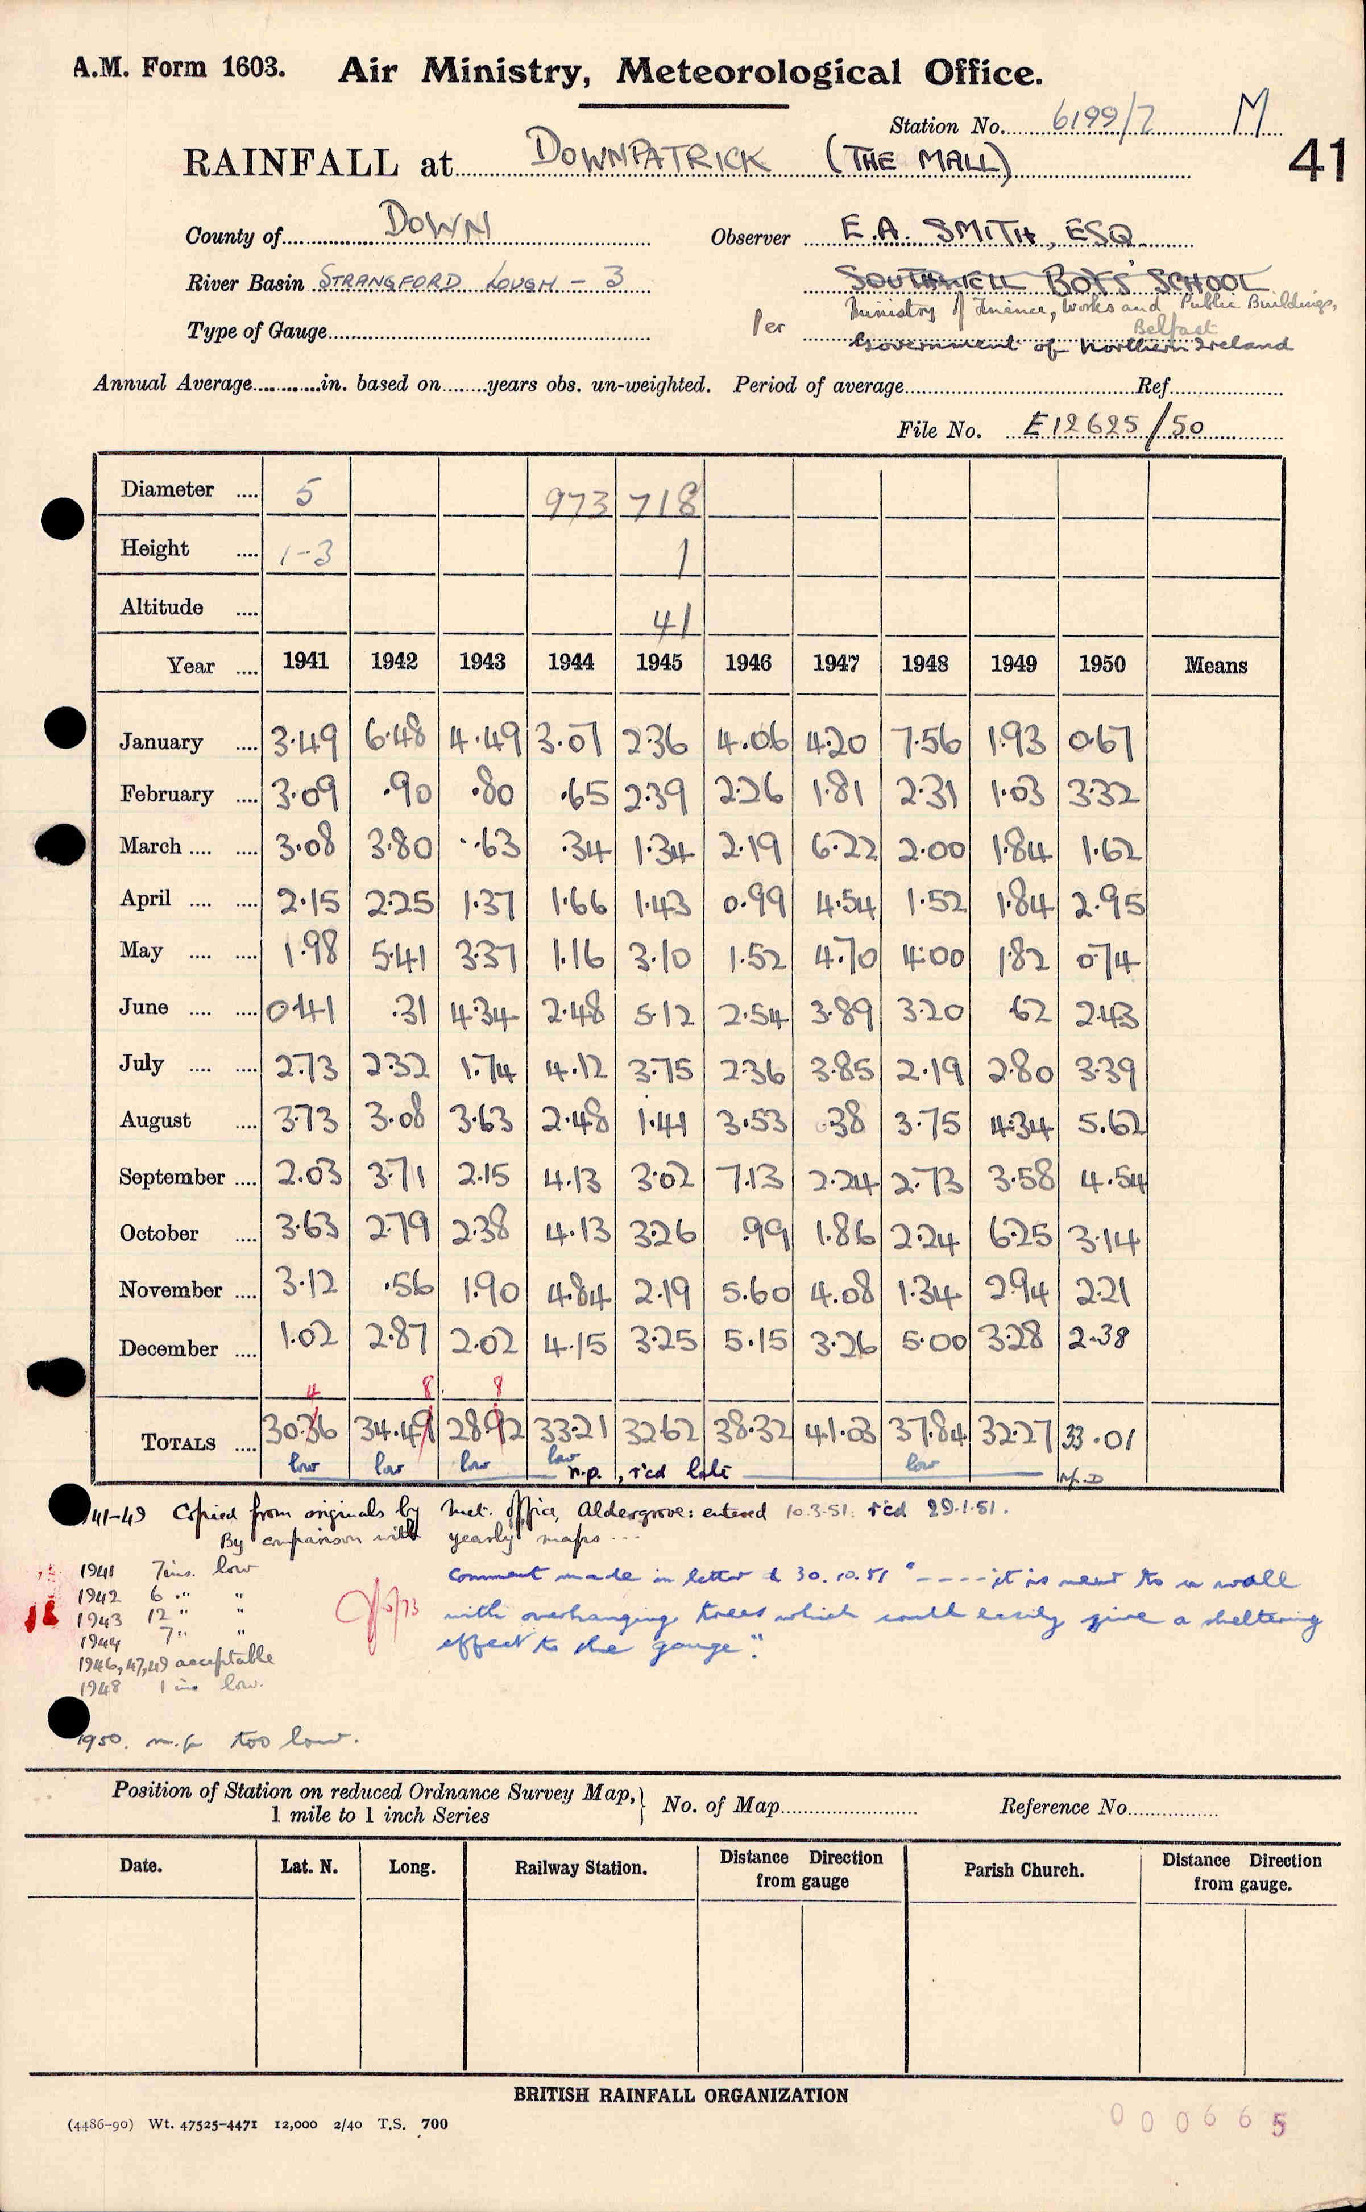 A.M. Form 1603. Air Ministry, Meteorological Office.
Station No. 6199/7 M
41
RAINFALL at DOWNPATRICK (THE MALL)
County of DOWN Observer E.A. SMITH, ESQ
River Basin STRANGFORD LOUGH - 3 SOUTHWELL BOYS' SCHOOL
Ministry of Finance, Works and Public Buildings,
Belfast
Type of Gauge Per Government of Northern Ireland
Annual Average in. based on years obs. un-weighted. Period of average Ref
File No. E12625/50
Diameter 5 973 718
Height 1-3 1
Altitude 41
Year 1941 1942 1943 1944 1945 1946 1947 1948 1949 1950 Means
January 3.49 6.48 4.49 3.07 2.36 4.06 4.20 7.56 1.93 0.67
February 3.09 .90 .80 .65 2.39 2.26 1.81 2.31 1.03 3.32
March 3.08 3.80 .63 .34 1.34 2.19 6.22 2.00 1.84 1.62
April 2.15 2.25 1.37 1.66 1.43 0.99 4.54 1.52 1.84 2.95
May 1.98 5.41 3.37 1.16 3.10 1.52 4.70 4.00 1.82 0.74
June 0.41 .31 4.34 2.48 5.12 2.54 3.89 3.20 .62 2.43
July 2.73 2.32 1.74 4.12 3.75 2.36 3.85 2.19 2.80 3.39
August 3.73 3.08 3.63 2.48 1.41 3.53 .38 3.75 4.34 5.62
September 2.03 3.71 2.15 4.13 3.02 7.13 2.24 2.73 3.58 4.54
October 3.63 2.79 2.38 4.13 3.26 .99 1.86 2.24 6.25 3.14
November 3.12 .56 1.90 4.84 2.19 5.60 4.08 1.34 2.94 2.21
December 1.02 2.87 2.02 4.15 3.25 5.15 3.26 5.00 3.28 2.38
4 8 8
TOTALS 30.36 34.49 28.92 33.21 32.62 38.32 41.03 37.84 32.27 33.01
low low low low n.p., r'cd late low
41-49 Copied from originals by Met. Office, Aldergrove: entered 10.3.51. r'cd 29.1.51.
By comparison with yearly maps ...
1941 7ins. low
1942 6 " "
1943 12 " "
1944 7 " "
1946, 47, 49 acceptable
1948 1 in. low.
1950. n.p. too low.
comment made in letter d 30.10.51 "----it is near to a wall
with overhanging trees which could easily give a sheltering
effect to the gauge."
Position of Station on reduced Ordnance Survey Map, 1 mile to 1 inch Series No. of Map Reference No.
Date. Lat. N. Long. Railway Station. Distance Direction from gauge Parish Church. Distance Direction from gauge.
BRITISH RAINFALL ORGANIZATION
(4486-90) Wt. 47525-4471 12,000 2/40 T.S. 700
000665